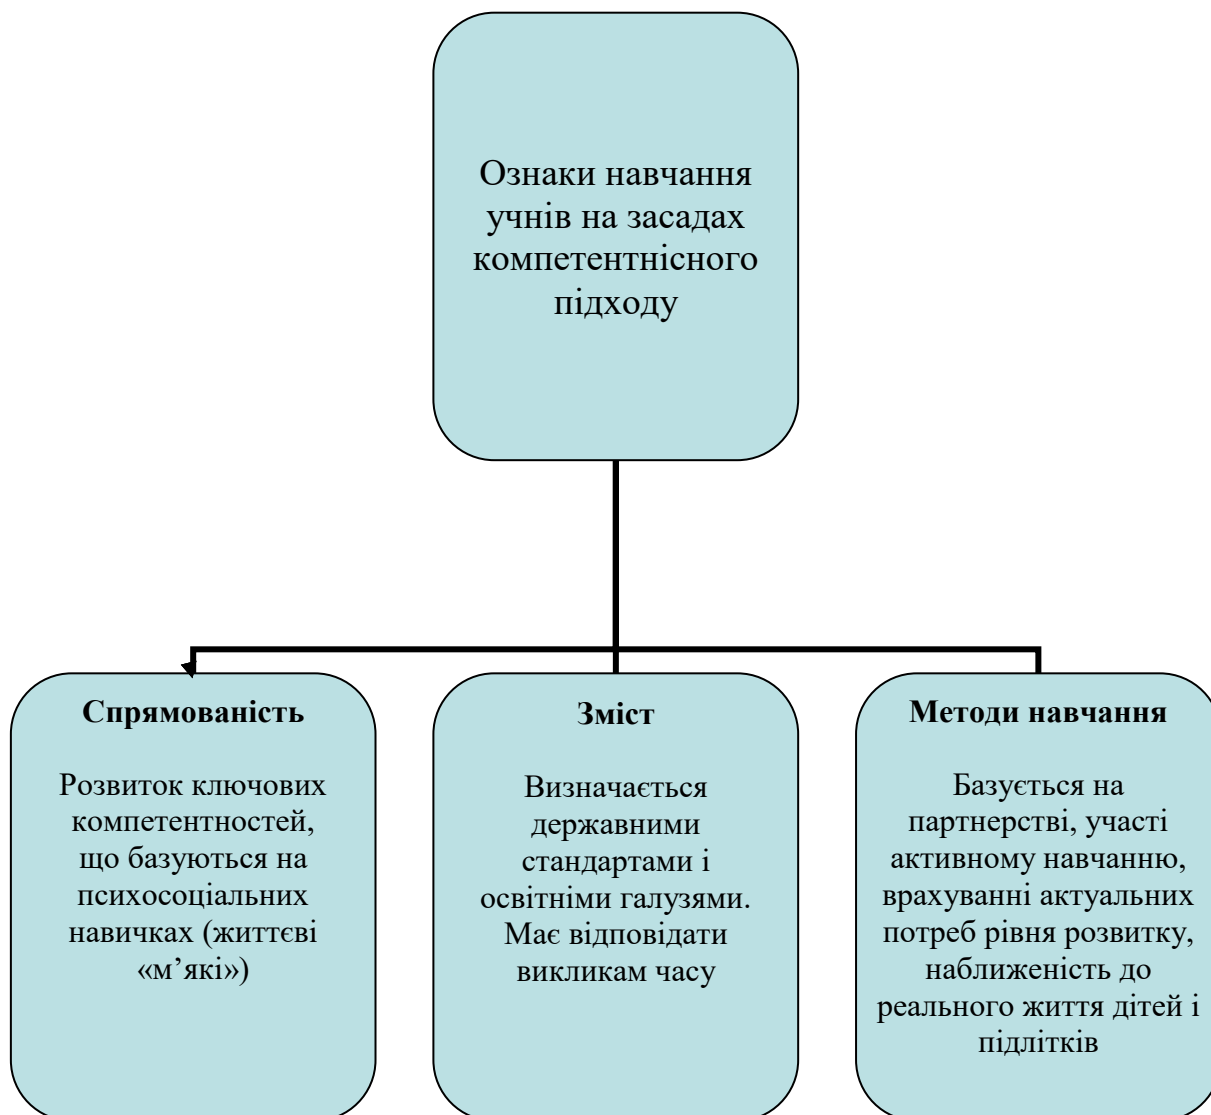 Ознаки навчання
учнів на засадах
компетентнісного
підходу
Спрямованість
Розвиток ключових
компетентностей,
що базуються на
психосоціальних
навичках (життєві
«м’які»)
Зміст
Визначається
державними
стандартами і
освітніми галузями.
Має відповідати
викликам часу
Методи навчання
Базується на
партнерстві, участі
активному навчанню,
врахуванні актуальних
потреб рівня розвитку,
наближеність до
реального життя дітей і
підлітків